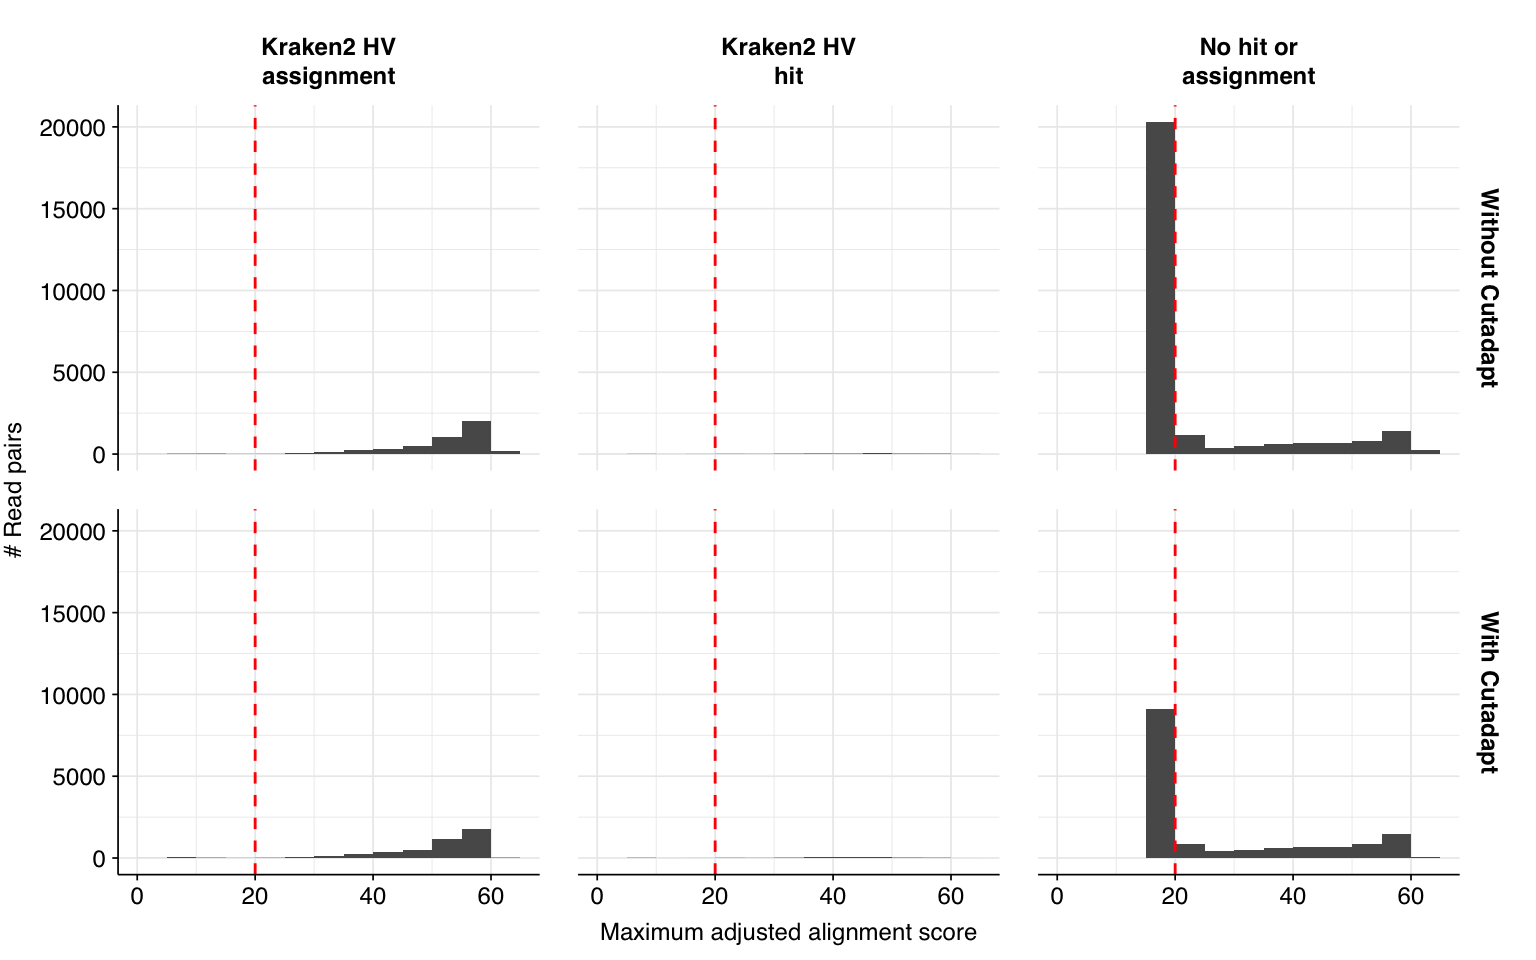 Kraken2 HV
assignment
Kraken2 HV
hit
No hit or
assignment
20000
15000
10000
5000
0
Without Cutadapt
# Read pairs
20000
15000
10000
5000
0
With Cutadapt
0 20 40 60
0 20 40 60
0 20 40 60
Maximum adjusted alignment score